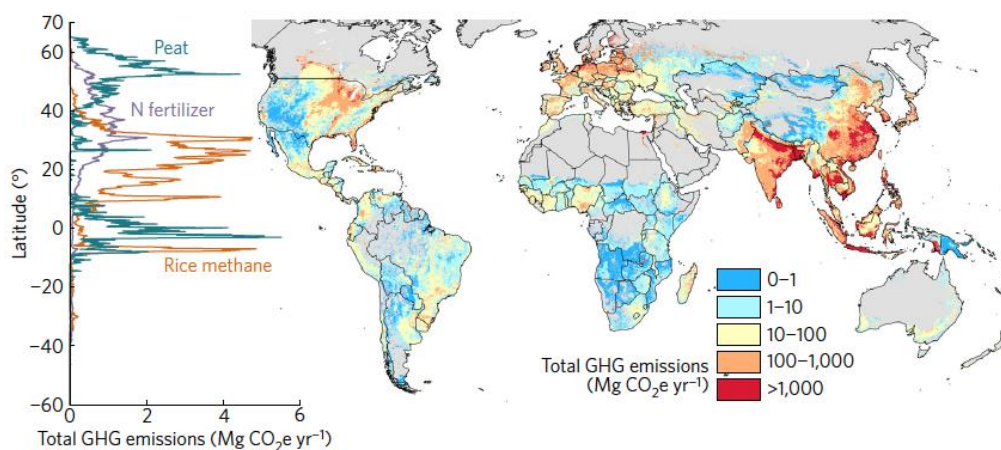 70
60
40
20
0
−20
−40
−60
Latitude (°)
Peat
N fertilizer
Rice methane
0 2 4 6
Total GHG emissions (Mg CO₂e yr⁻¹)
Total GHG emissions
(Mg CO₂e yr⁻¹)
0–1
1–10
10–100
100–1,000
>1,000